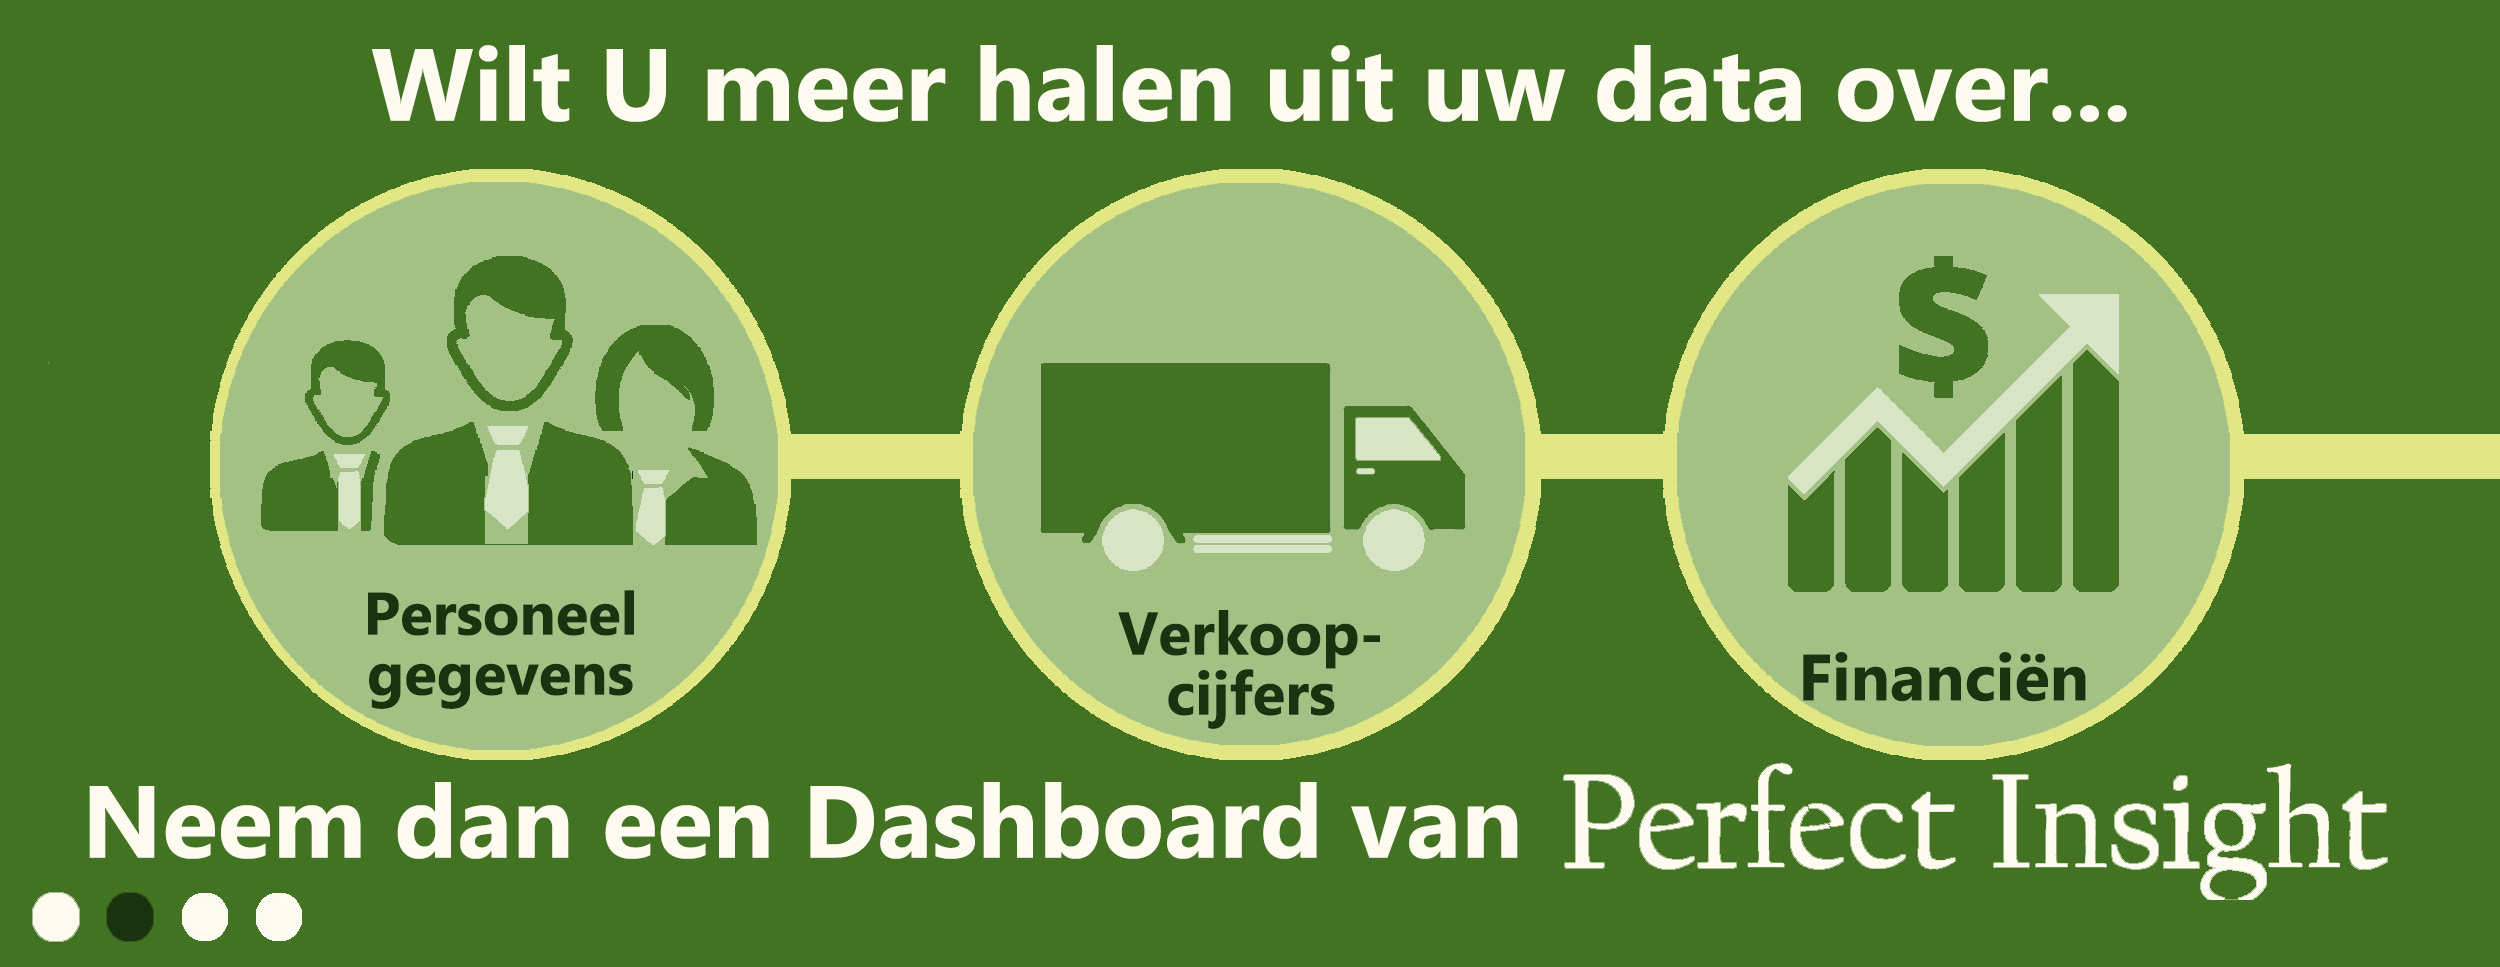 Wilt U meer halen uit uw data over...
$
Personeel
gegevens
Verkoop-
cijfers
Financiën
Neem dan een Dashboard van Perfect Insight